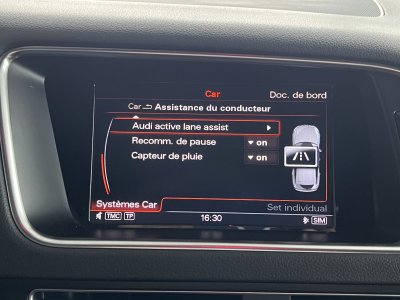 Car Doc. de bord
Car Assistance du conducteur
Audi active lane assist
Recomm. de pause on
Capteur de pluie on
Systèmes Car Set individual
TMC TP 16:30 SIM